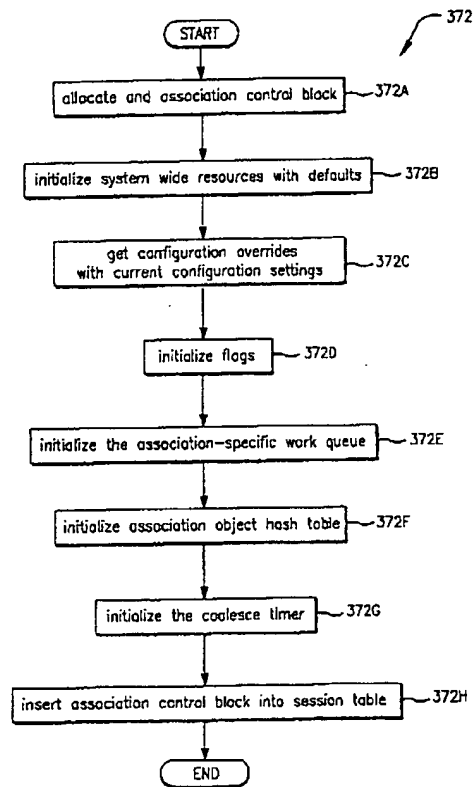 372
START
allocate and association control block
372A
initialize system wide resources with defaults
372B
get configuration overrides
with current configuration settings
372C
initialize flags
372D
initialize the association-specific work queue
372E
initialize association object hash table
372F
initialize the coalesce timer
372G
insert association control block into session table
372H
END